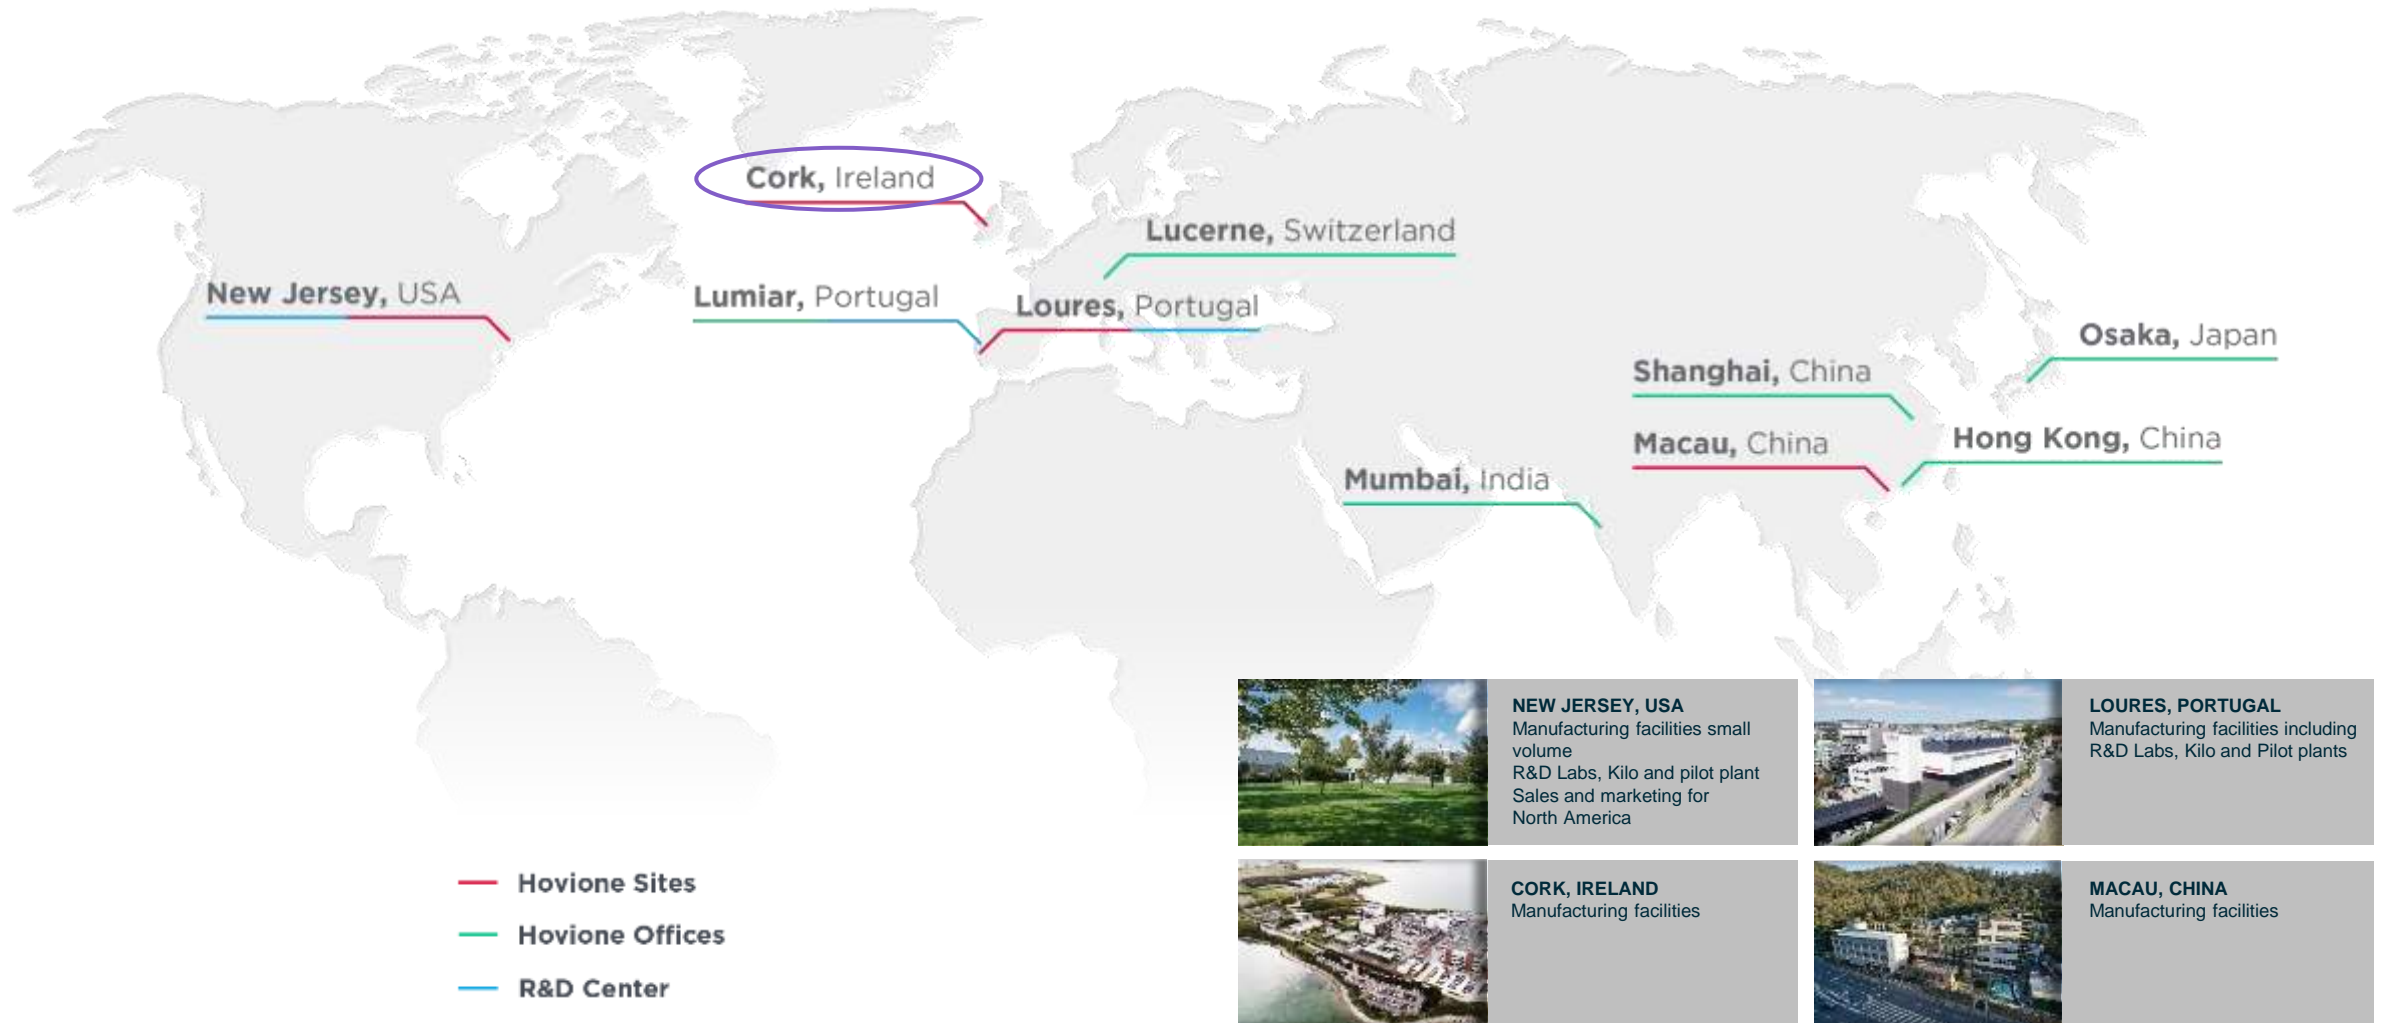 Cork, Ireland
Lucerne, Switzerland
New Jersey, USA
Lumiar, Portugal
Loures, Portugal
Osaka, Japan
Shanghai, China
Macau, China
Hong Kong, China
Mumbai, India
NEW JERSEY, USA
Manufacturing facilities small
volume
R&D Labs, Kilo and pilot plant
Sales and marketing for
North America
LOURES, PORTUGAL
Manufacturing facilities including
R&D Labs, Kilo and Pilot plants
CORK, IRELAND
Manufacturing facilities
MACAU, CHINA
Manufacturing facilities
Hovione Sites
Hovione Offices
R&D Center